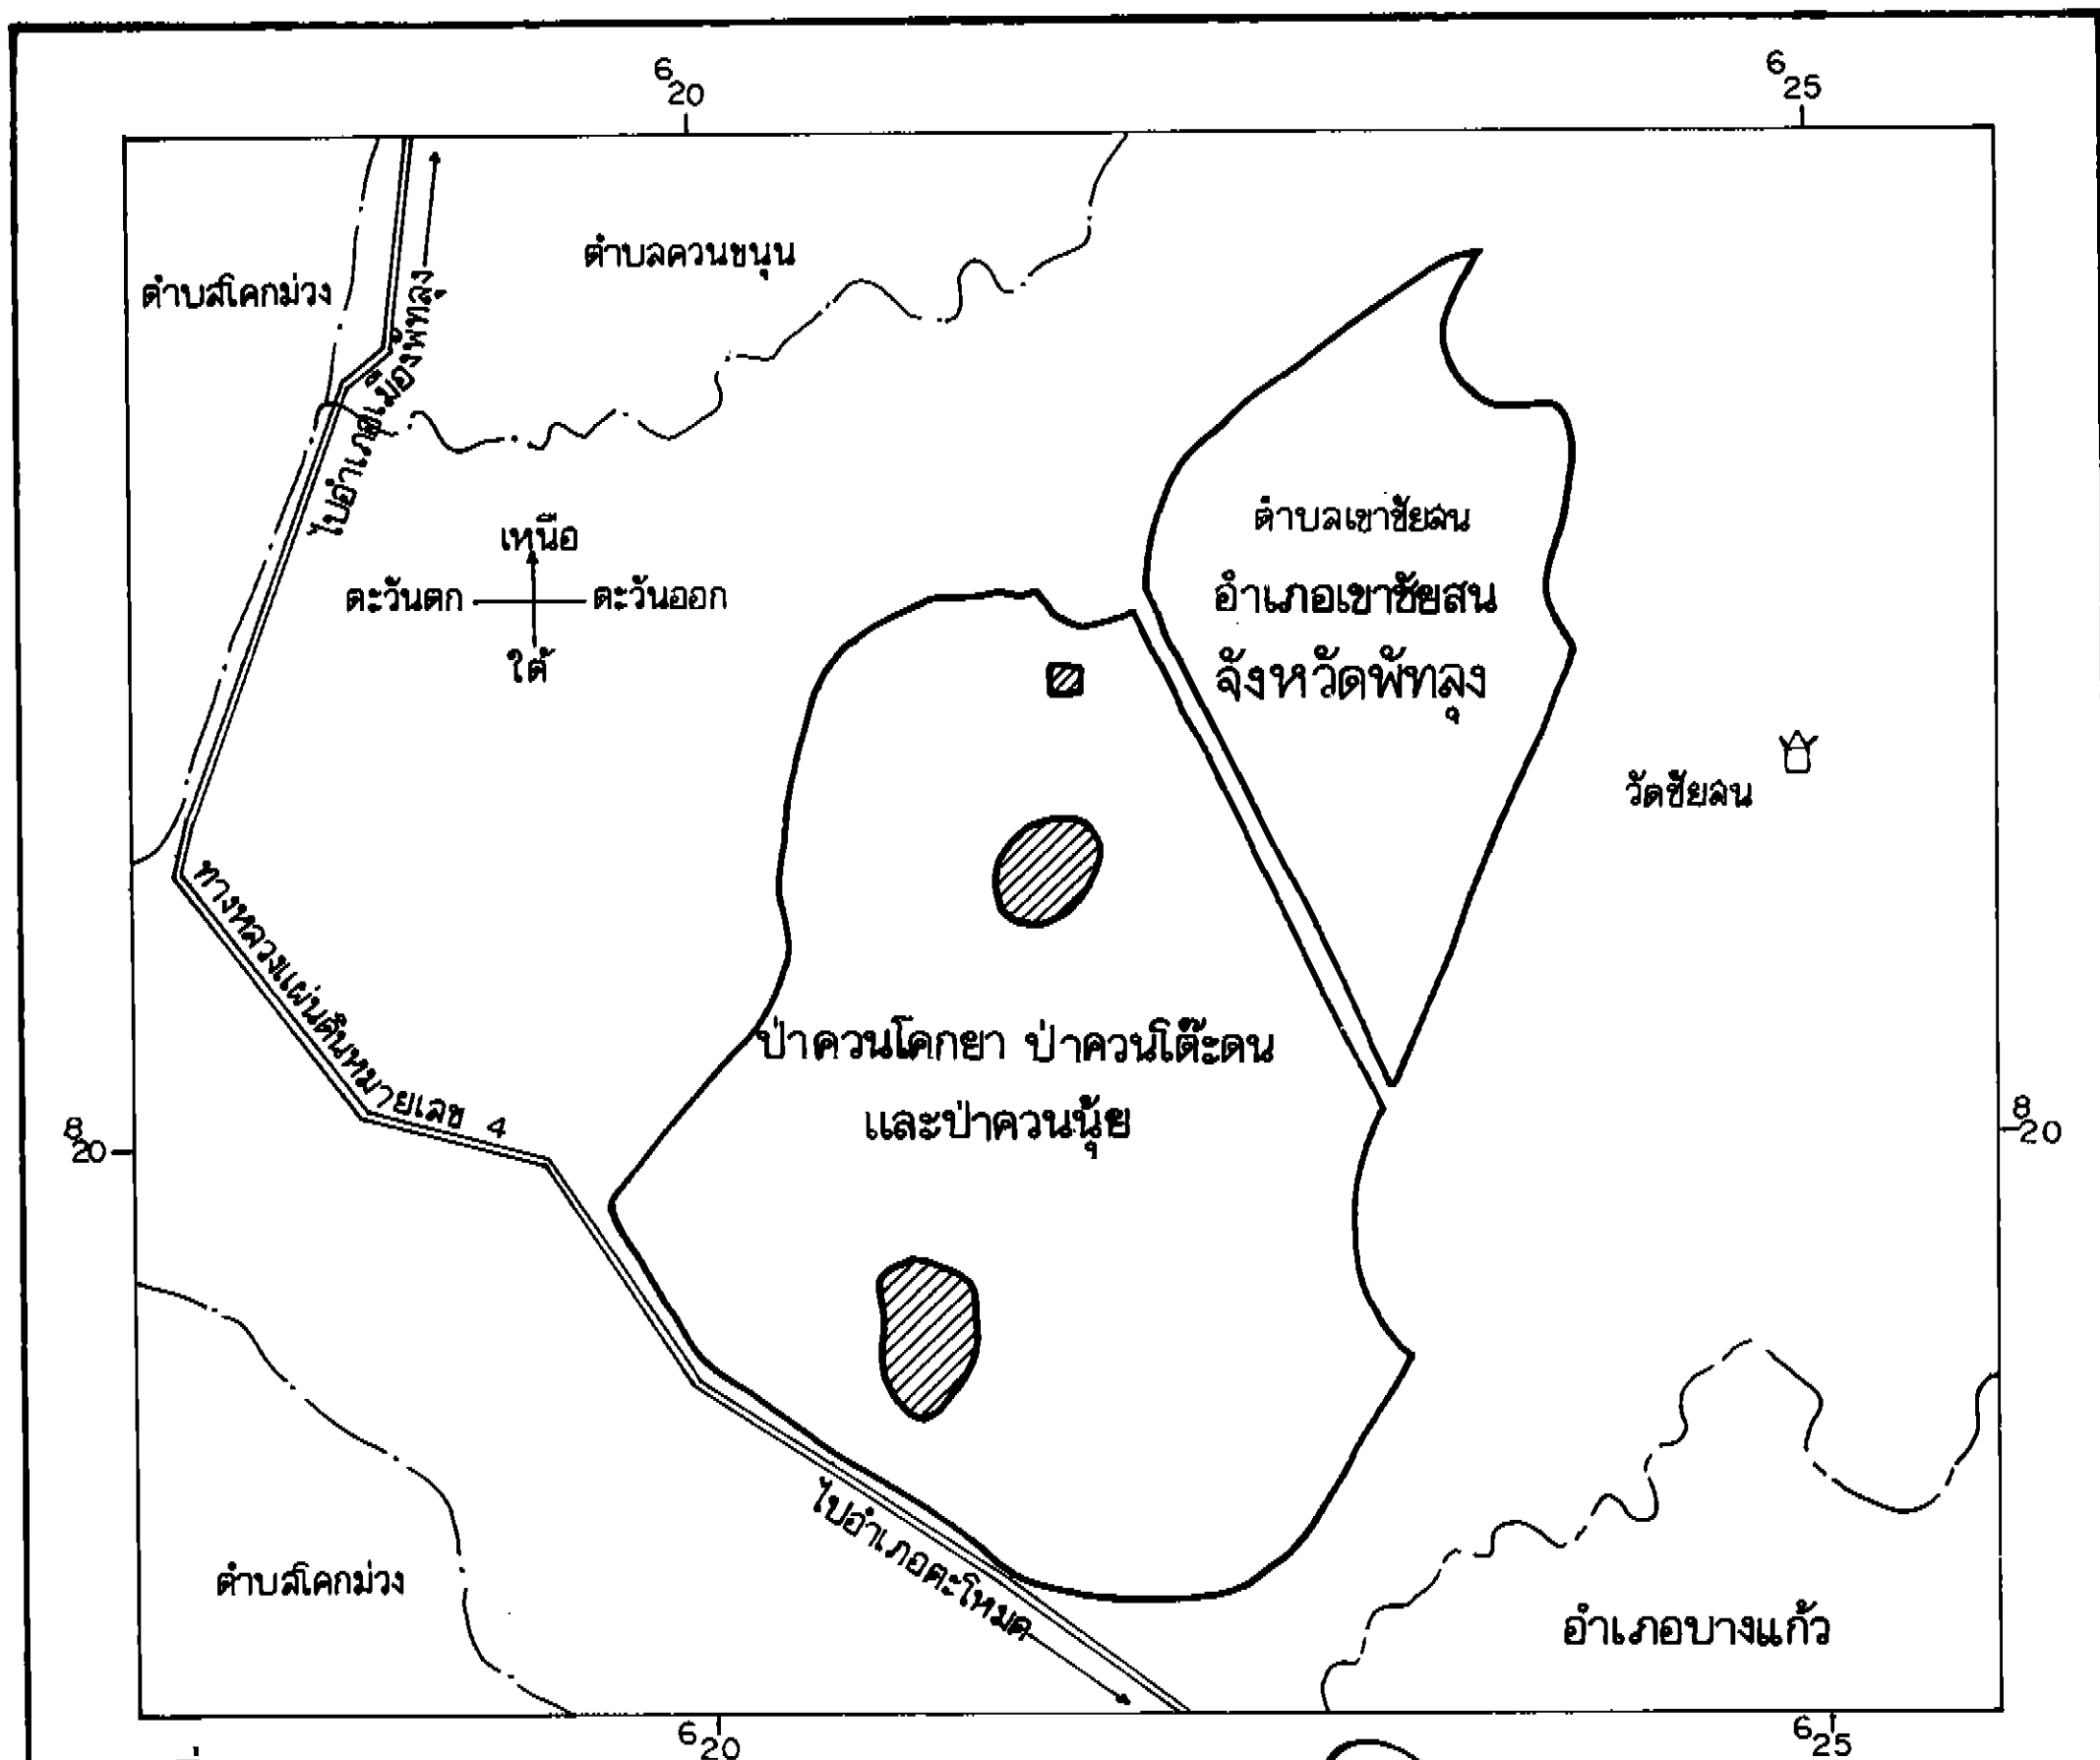 6 20
6 25
ตำบลควนขนุน
ตำบลโคกม่วง
ไปอำเภอเมืองพัทลุง
ตำบลเขาชัยสน
อำเภอเขาชัยสน
จังหวัดพัทลุง
เหนือ
ตะวันตก ตะวันออก
ใต้
วัดชัยสน
ทางหลวงแผ่นดินหมายเลข 4
ป่าควนโคกยา ป่าควนโต๊ะดน
และป่าควนนุ้ย
8 20
8 20
ไปอำเภอตะโหมด
ตำบลโคกม่วง
อำเภอบางแก้ว
6 20
6 25